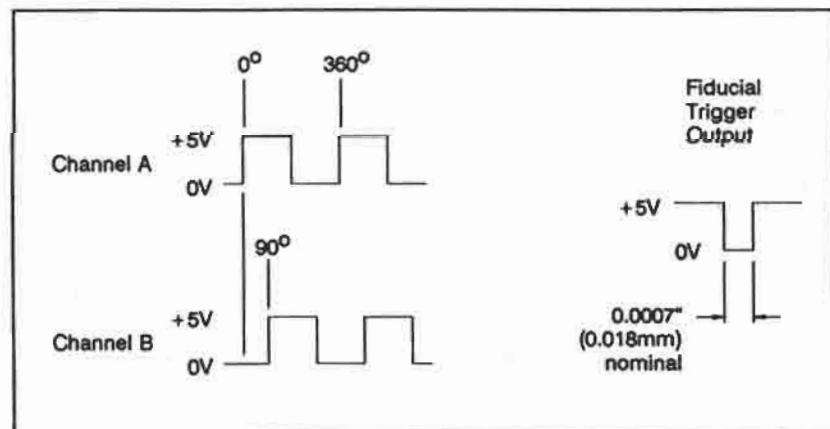 0°
360°
Channel A
+5V
0V
90°
Channel B
+5V
0V
Fiducial
Trigger
Output
+5V
0V
0.0007"
(0.018mm)
nominal